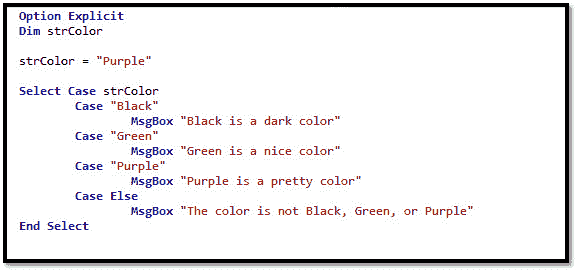 Option Explicit
Dim strColor
strColor = "Purple"
Select Case strColor
Case "Black"
MsgBox "Black is a dark color"
Case "Green"
MsgBox "Green is a nice color"
Case "Purple"
MsgBox "Purple is a pretty color"
Case Else
MsgBox "The color is not Black, Green, or Purple"
End Select